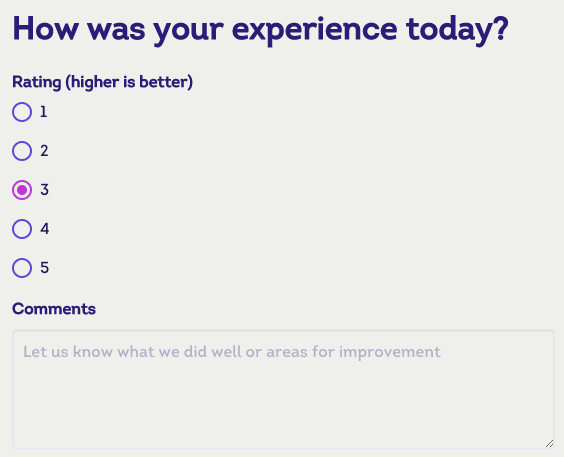 How was your experience today?
Rating (higher is better)
1
2
3
4
5
Comments
Let us know what we did well or areas for improvement